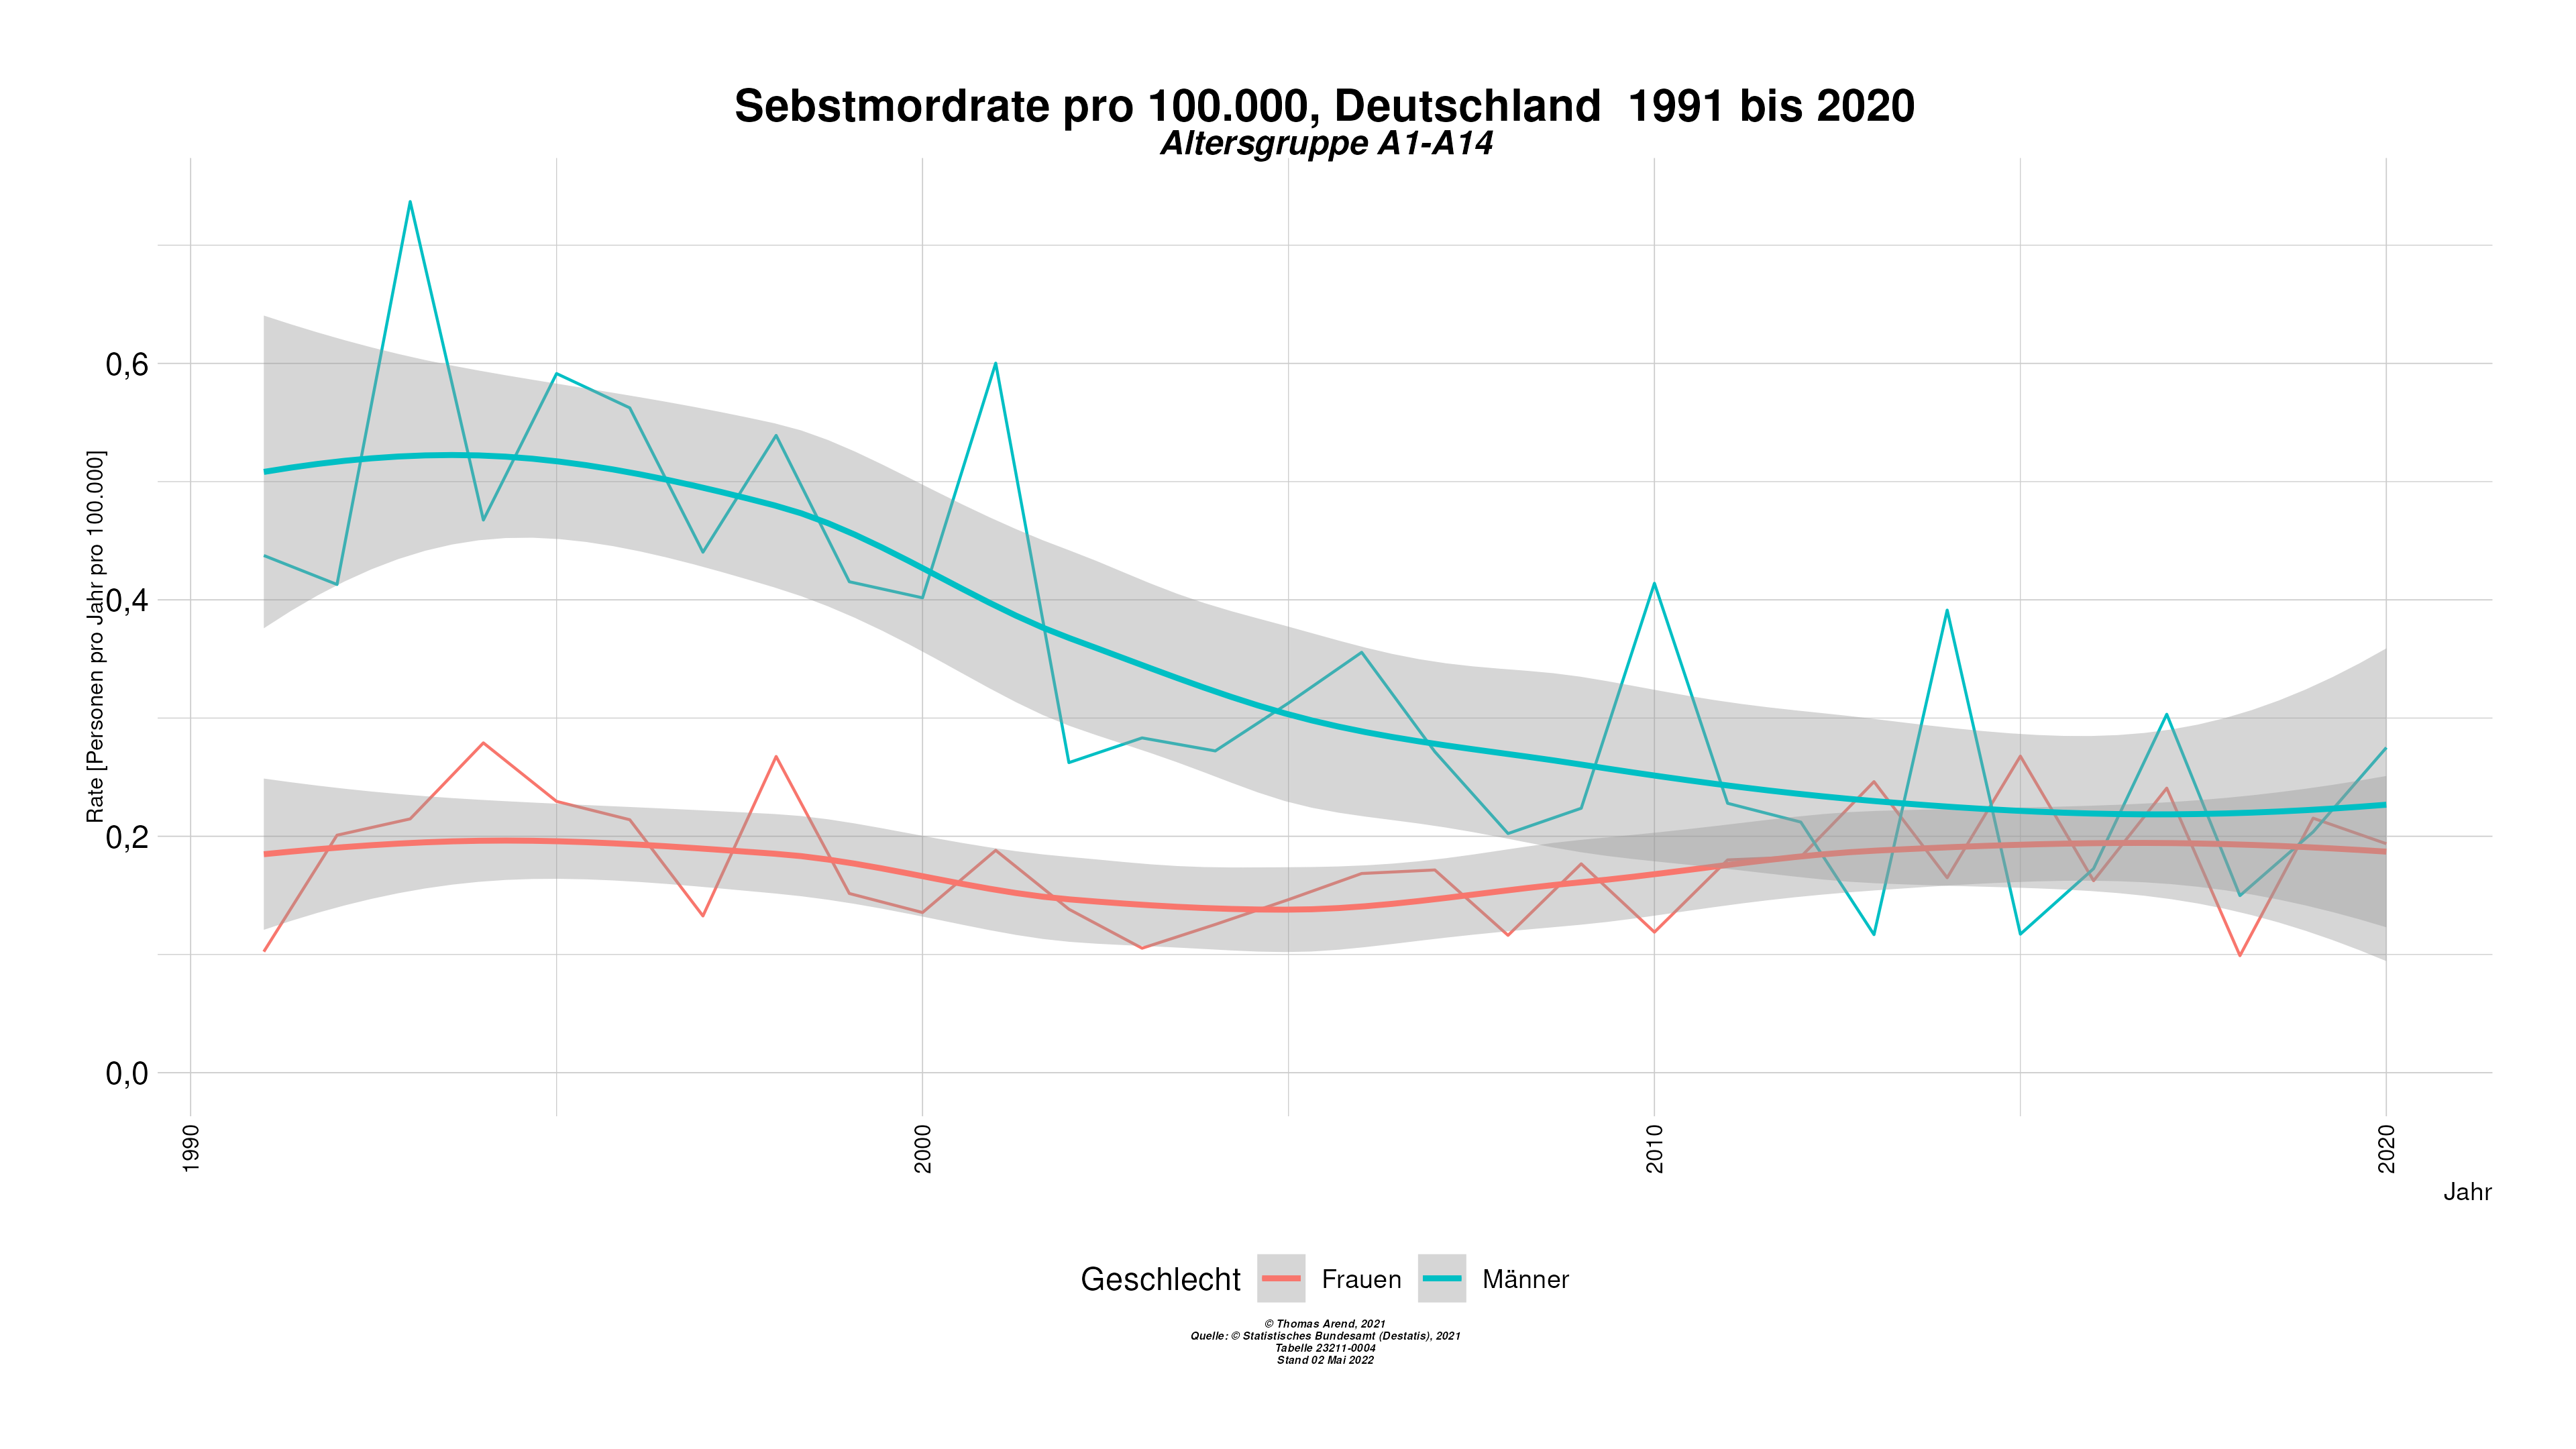 Sebstmordrate pro 100.000, Deutschland  1991 bis 2020
Altersgruppe A1-A14
Rate [Personen pro Jahr pro 100.000]
0,6
0,4
0,2
0,0
1990
2000
2010
2020
Jahr
Geschlecht Frauen Männer
© Thomas Arend, 2021
Quelle: © Statistisches Bundesamt (Destatis), 2021
Tabelle 23211-0004
Stand 02 Mai 2022